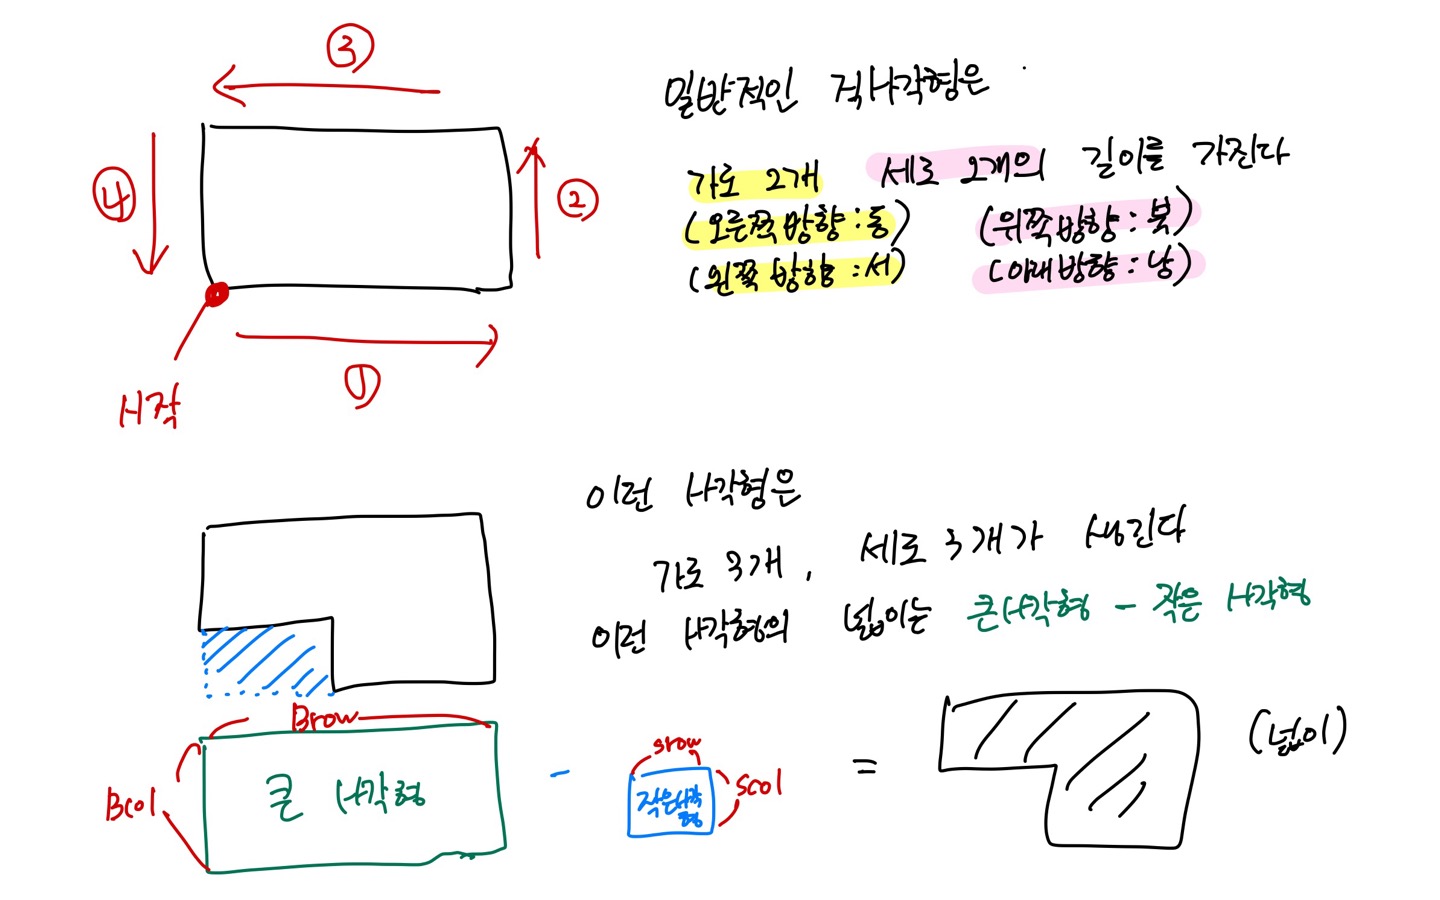 ③
일반적인 직사각형은
가로 2개 세로 2개의 길이를 가진다
(오른쪽 방향 : 동) (위쪽방향 : 북)
(왼쪽 방향 : 서) (아래방향 : 남)
④
②
①
시작
이런 사각형은
가로 3개, 세로 3개가 생긴다
이런 사각형의 넓이는 큰사각형 - 작은 사각형
Brow
Bcol
큰 사각형
-
srow
scol
작은사각형
=
(넓이)